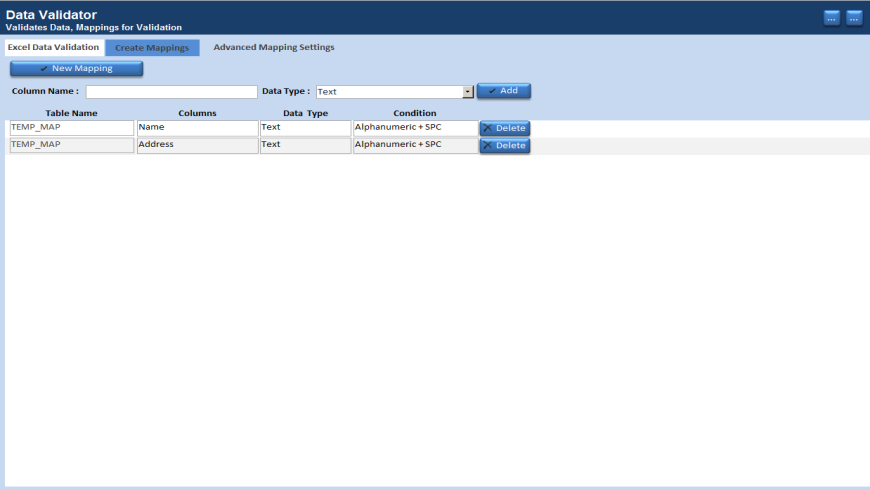 Data Validator
Validates Data, Mappings for Validation
... ...
Excel Data Validation Create Mappings Advanced Mapping Settings
New Mapping
Column Name : Data Type : Text Add
Table Name Columns Data Type Condition
TEMP_MAP Name Text Alphanumeric + SPC Delete
TEMP_MAP Address Text Alphanumeric + SPC Delete